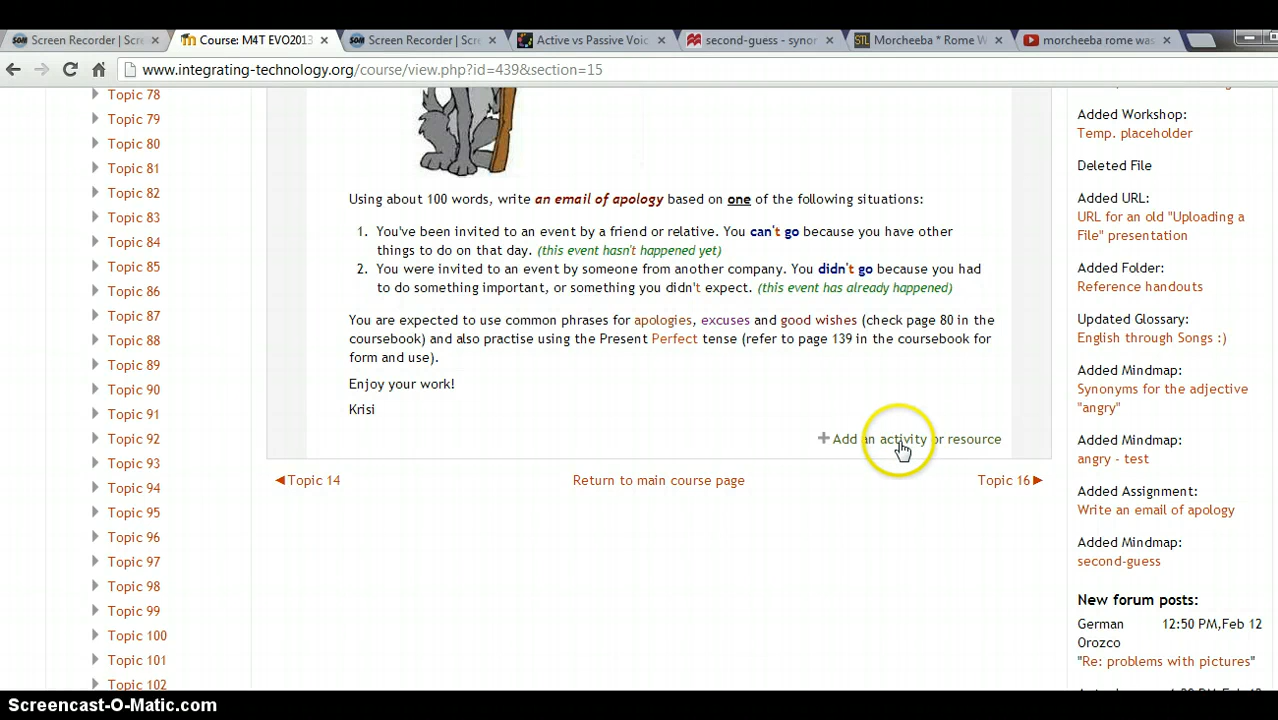 Screen Recorder | Scr
Course: M4T EVO2013
Screen Recorder | Scr
Active vs Passive Voic
second-guess - synor
Morcheeba * Rome W
morcheeba rome was
www.integrating-technology.org/course/view.php?id=439&section=15
Topic 78
Topic 79
Topic 80
Topic 81
Topic 82
Topic 83
Topic 84
Topic 85
Topic 86
Topic 87
Topic 88
Topic 89
Topic 90
Topic 91
Topic 92
Topic 93
Topic 94
Topic 95
Topic 96
Topic 97
Topic 98
Topic 99
Topic 100
Topic 101
Topic 102
Using about 100 words, write an email of apology based on one of the following situations:
1. You've been invited to an event by a friend or relative. You can't go because you have other
things to do on that day. (this event hasn't happened yet)
2. You were invited to an event by someone from another company. You didn't go because you had
to do something important, or something you didn't expect. (this event has already happened)
You are expected to use common phrases for apologies, excuses and good wishes (check page 80 in the
coursebook) and also practise using the Present Perfect tense (refer to page 139 in the coursebook for
form and use).
Enjoy your work!
Krisi
Add an activity or resource
Topic 14
Return to main course page
Topic 16
Added Workshop:
Temp. placeholder
Deleted File
Added URL:
URL for an old "Uploading a
File" presentation
Added Folder:
Reference handouts
Updated Glossary:
English through Songs :)
Added Mindmap:
Synonyms for the adjective
"angry"
Added Mindmap:
angry - test
Added Assignment:
Write an email of apology
Added Mindmap:
second-guess
New forum posts:
German 12:50 PM,Feb 12
Orozco
"Re: problems with pictures"
Screencast-O-Matic.com